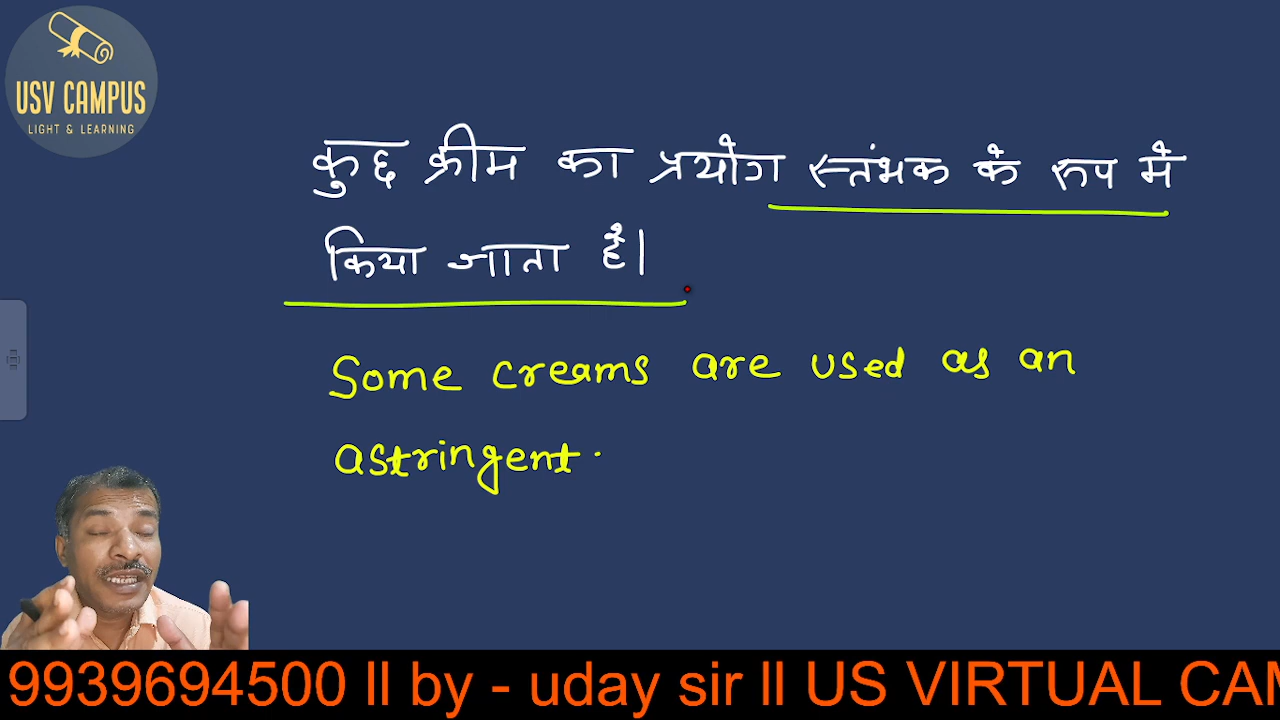 USV CAMPUS
LIGHT & LEARNING
कुछ क्रीम का प्रयोग स्तंभक के रुप में
किया जाता है।
Some creams are used as an
astringent.
9939694500 ll by - uday sir ll US VIRTUAL CAM